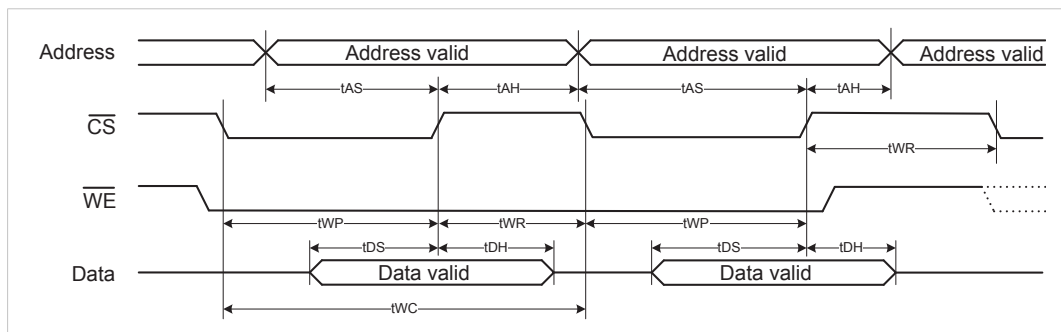 Address Address valid Address valid Address valid
tAS tAH tAS tAH
CS
tWR
WE
tWP tWR tWP
tDS tDH tDS tDH
Data Data valid Data valid
tWC